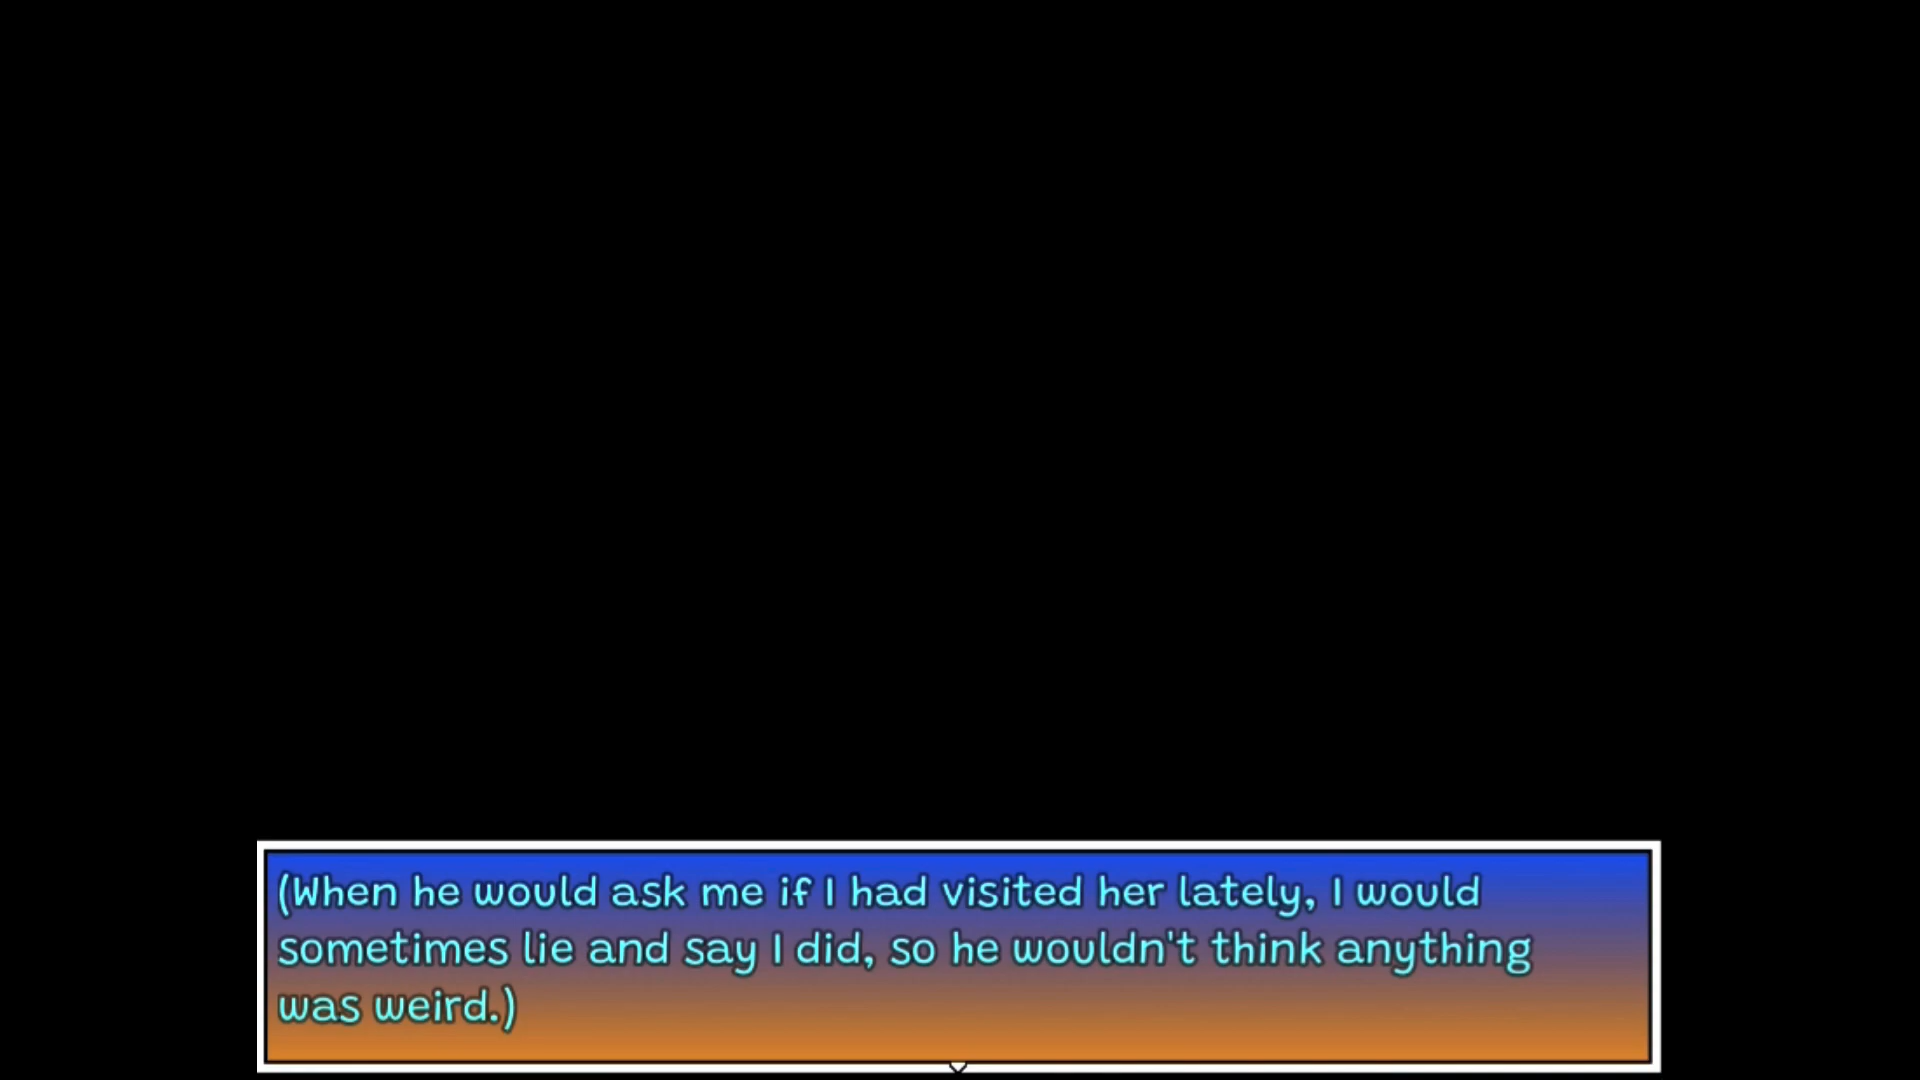 (When he would ask me if I had visited her lately, I would
sometimes lie and say I did, so he wouldn't think anything
was weird.)